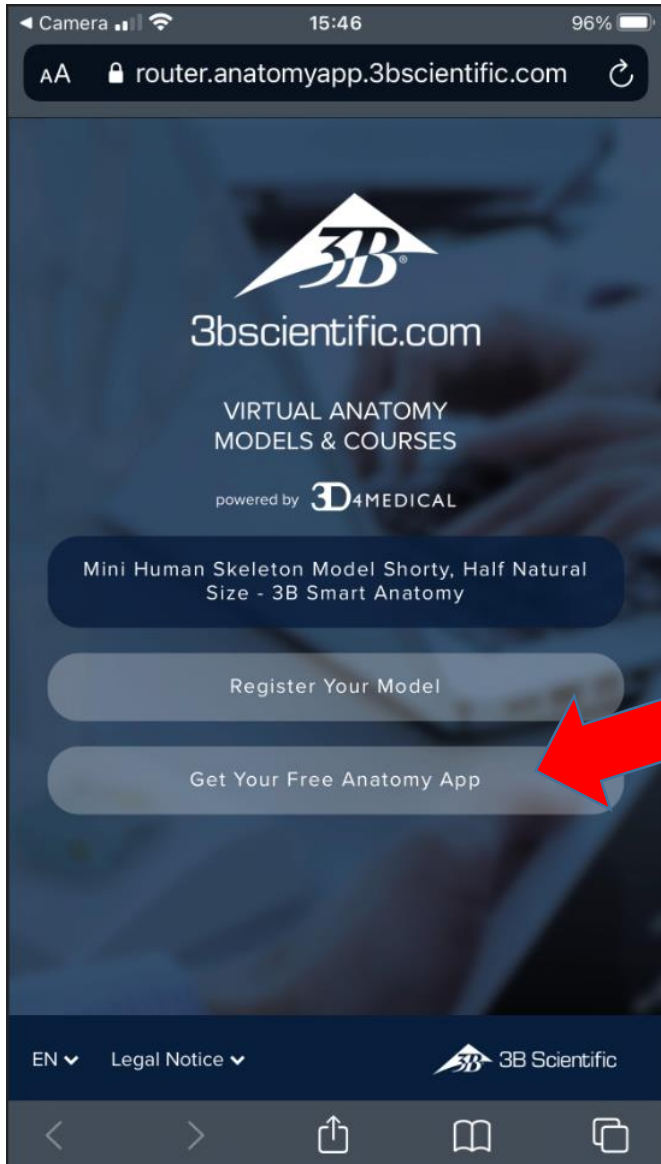 Camera 15:46 96%
AA router.anatomyapp.3bscientific.com
3B®
3bscientific.com
VIRTUAL ANATOMY
MODELS & COURSES
powered by 3D4MEDICAL
Mini Human Skeleton Model Shorty, Half Natural
Size - 3B Smart Anatomy
Register Your Model
Get Your Free Anatomy App
EN Legal Notice 3B 3B Scientific